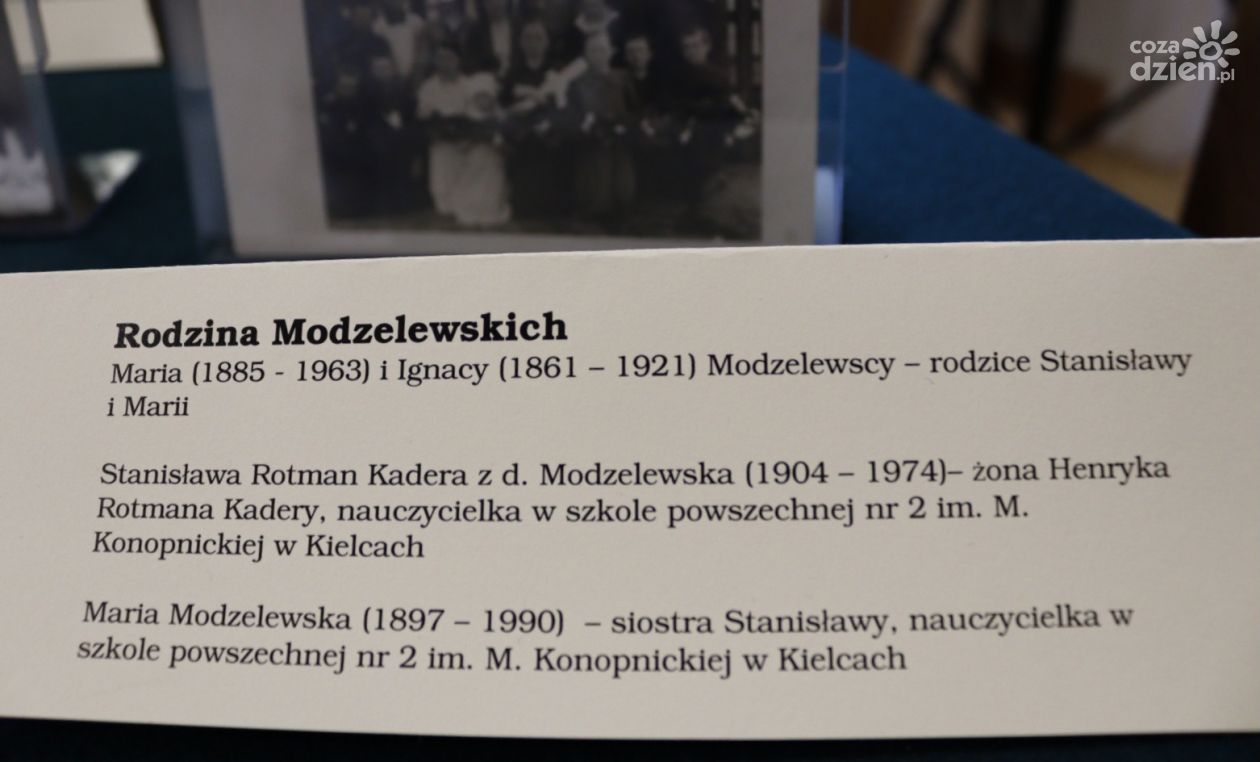 coza
dzien.pl
Rodzina Modzelewskich
Maria (1885 - 1963) i Ignacy (1861 – 1921) Modzelewscy – rodzice Stanisławy
i Marii
Stanisława Rotman Kadera z d. Modzelewska (1904 – 1974)– żona Henryka
Rotmana Kadery, nauczycielka w szkole powszechnej nr 2 im. M.
Konopnickiej w Kielcach
Maria Modzelewska (1897 – 1990)  – siostra Stanisławy, nauczycielka w
szkole powszechnej nr 2 im. M. Konopnickiej w Kielcach